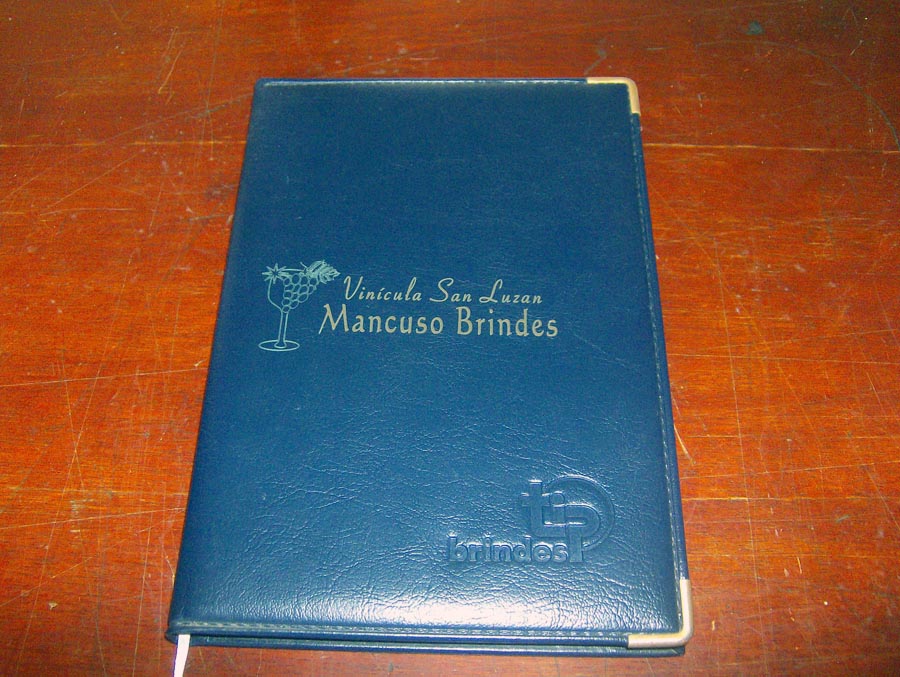 Vinícula San Luzan
Mancuso Brindes
tip
brindes